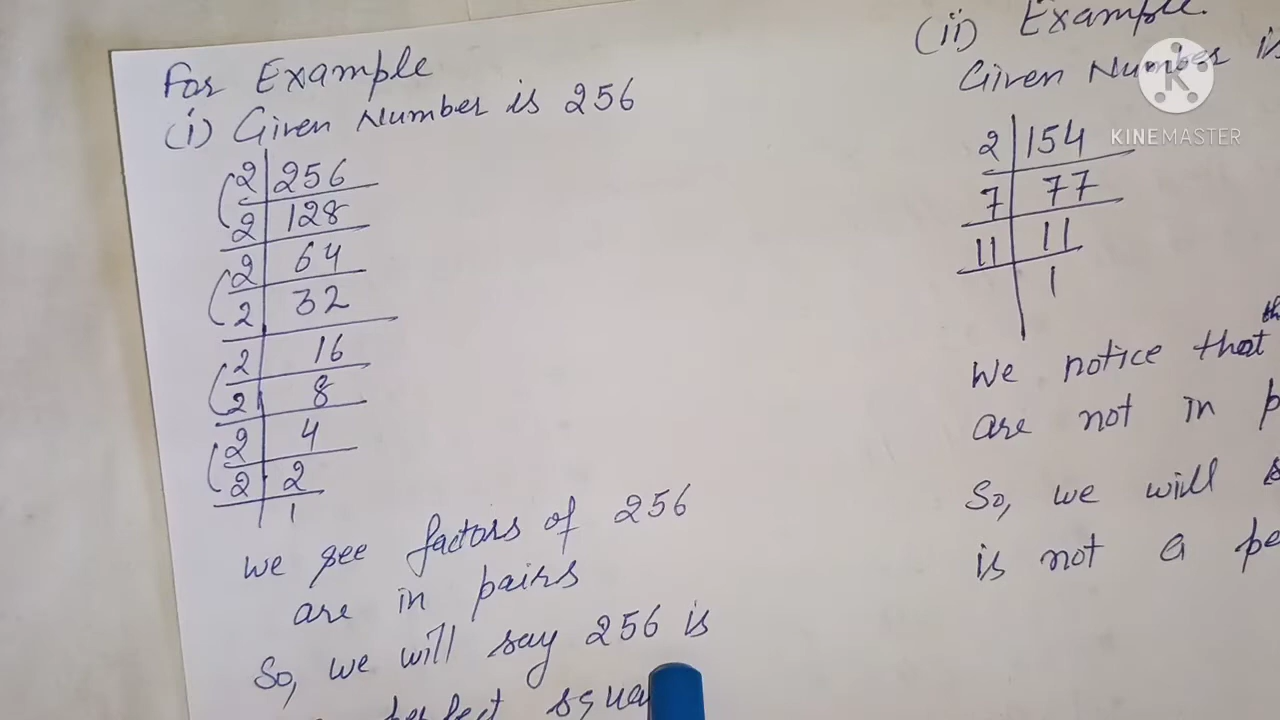 For Example
(i) Given Number is 256
2 256
2 128
2 64
2 32
2 16
2 8
2 4
2 2
1
we see factors of 256
are in pairs
So, we will say 256 is
perfect
(ii) Example.
Given Number is
2 154
7 77
11 11
1
We notice that
are not in
So, we will
is not a
KINEMASTER